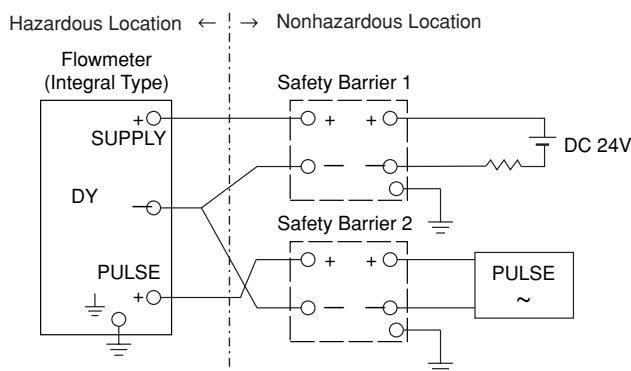 Hazardous Location ← → Nonhazardous Location
Flowmeter
(Integral Type)
Safety Barrier 1
+
SUPPLY
+ +
DC 24V
— —
DY
—
Safety Barrier 2
PULSE
+
+ +
PULSE
~
— —